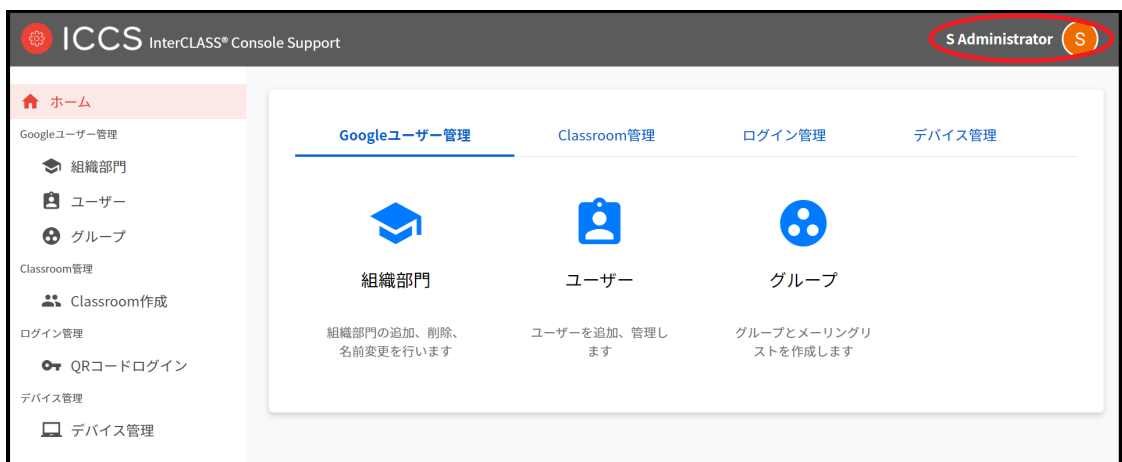 ICCS InterCLASS® Console Support
S Administrator S
ホーム
Googleユーザー管理
組織部門
ユーザー
グループ
Classroom管理
Classroom作成
ログイン管理
QRコードログイン
デバイス管理
デバイス管理
Googleユーザー管理 Classroom管理 ログイン管理 デバイス管理
組織部門
組織部門の追加、削除、
名前変更を行います
ユーザー
ユーザーを追加、管理し
ます
グループ
グループとメーリングリ
ストを作成します